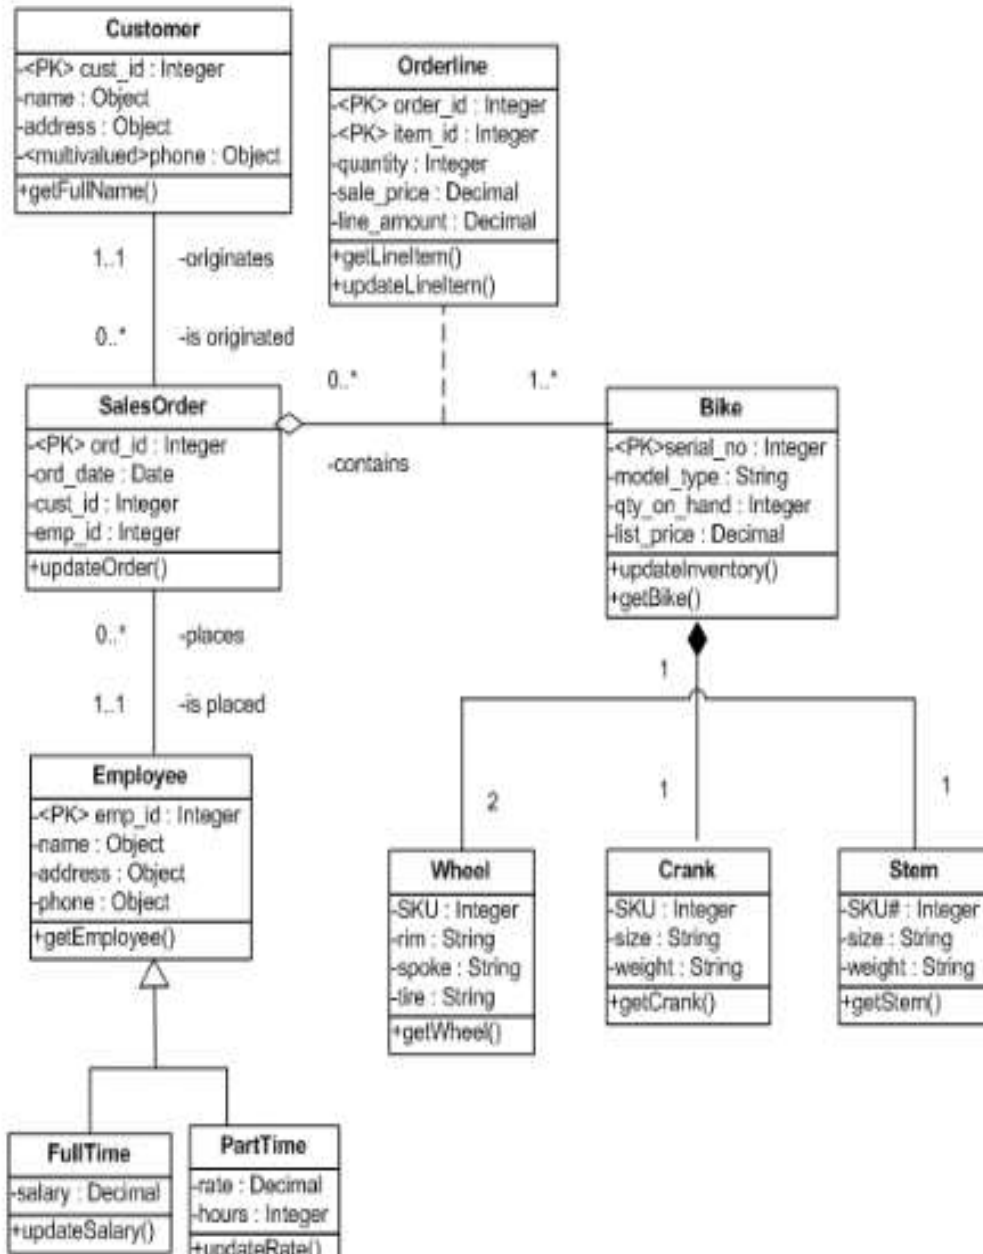 Customer
-<PK> cust_id : Integer
-name : Object
-address : Object
-<multivalued>phone : Object
+getFullName()
Orderline
-<PK> order_id : Integer
-<PK> item_id : Integer
-quantity : Integer
-sale_price : Decimal
-line_amount : Decimal
+getLineItem()
+updateLineItem()
1..1 -originates
0..* -is originated
0..* 1..*
-contains
SalesOrder
-<PK> ord_id : Integer
-ord_date : Date
-cust_id : Integer
-emp_id : Integer
+updateOrder()
Bike
-<PK>serial_no : Integer
-model_type : String
-qty_on_hand : Integer
-list_price : Decimal
+updateInventory()
+getBike()
0..* -places
1..1 -is placed
1
2
1
1
Employee
-<PK> emp_id : Integer
-name : Object
-address : Object
-phone : Object
+getEmployee()
Wheel
-SKU : Integer
-rim : String
-spoke : String
-tire : String
+getWheel()
Crank
-SKU : Integer
-size : String
-weight : String
+getCrank()
Stem
-SKU# : Integer
-size : String
-weight : String
+getStem()
FullTime
-salary : Decimal
+updateSalary()
PartTime
-rate : Decimal
-hours : Integer
+updateRate()